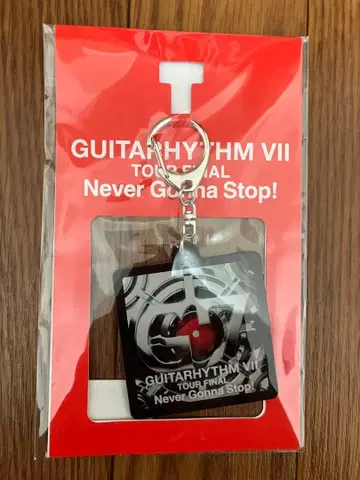 GUITARHYTHM VII
TOUR FINAL
Never Gonna Stop!
G7
GUITARHYTHM VII
TOUR FINAL
Never Gonna Stop!